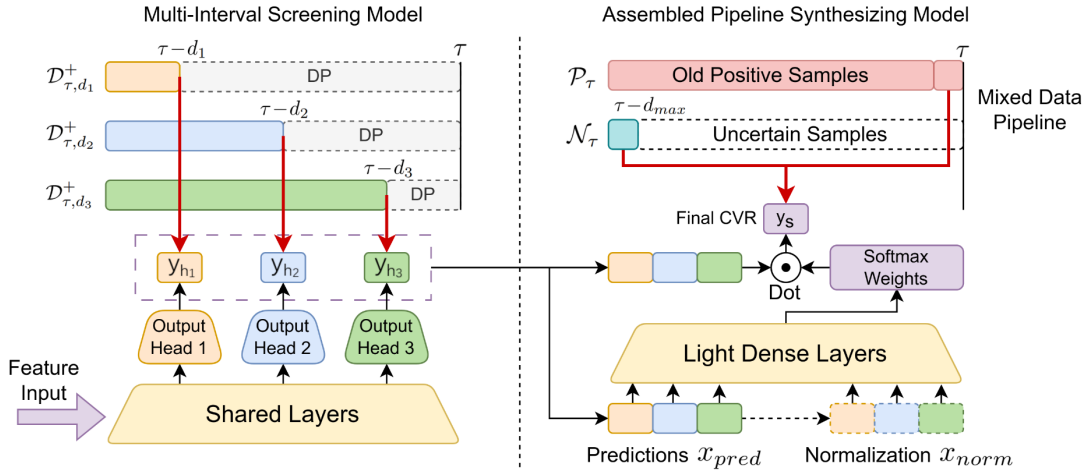 Multi-Interval Screening Model
τ−d₁
τ
𝒟⁺τ,d₁
DP
τ−d₂
𝒟⁺τ,d₂
DP
τ−d₃
𝒟⁺τ,d₃
DP
yh₁
yh₂
yh₃
Output
Head 1
Output
Head 2
Output
Head 3
Feature
Input
Shared Layers
Assembled Pipeline Synthesizing Model
τ
𝒫τ
Old Positive Samples
τ−dmax
𝒩τ
Uncertain Samples
Mixed Data
Pipeline
Final CVR
ys
Dot
Softmax
Weights
Light Dense Layers
Predictions xpred
Normalization xnorm